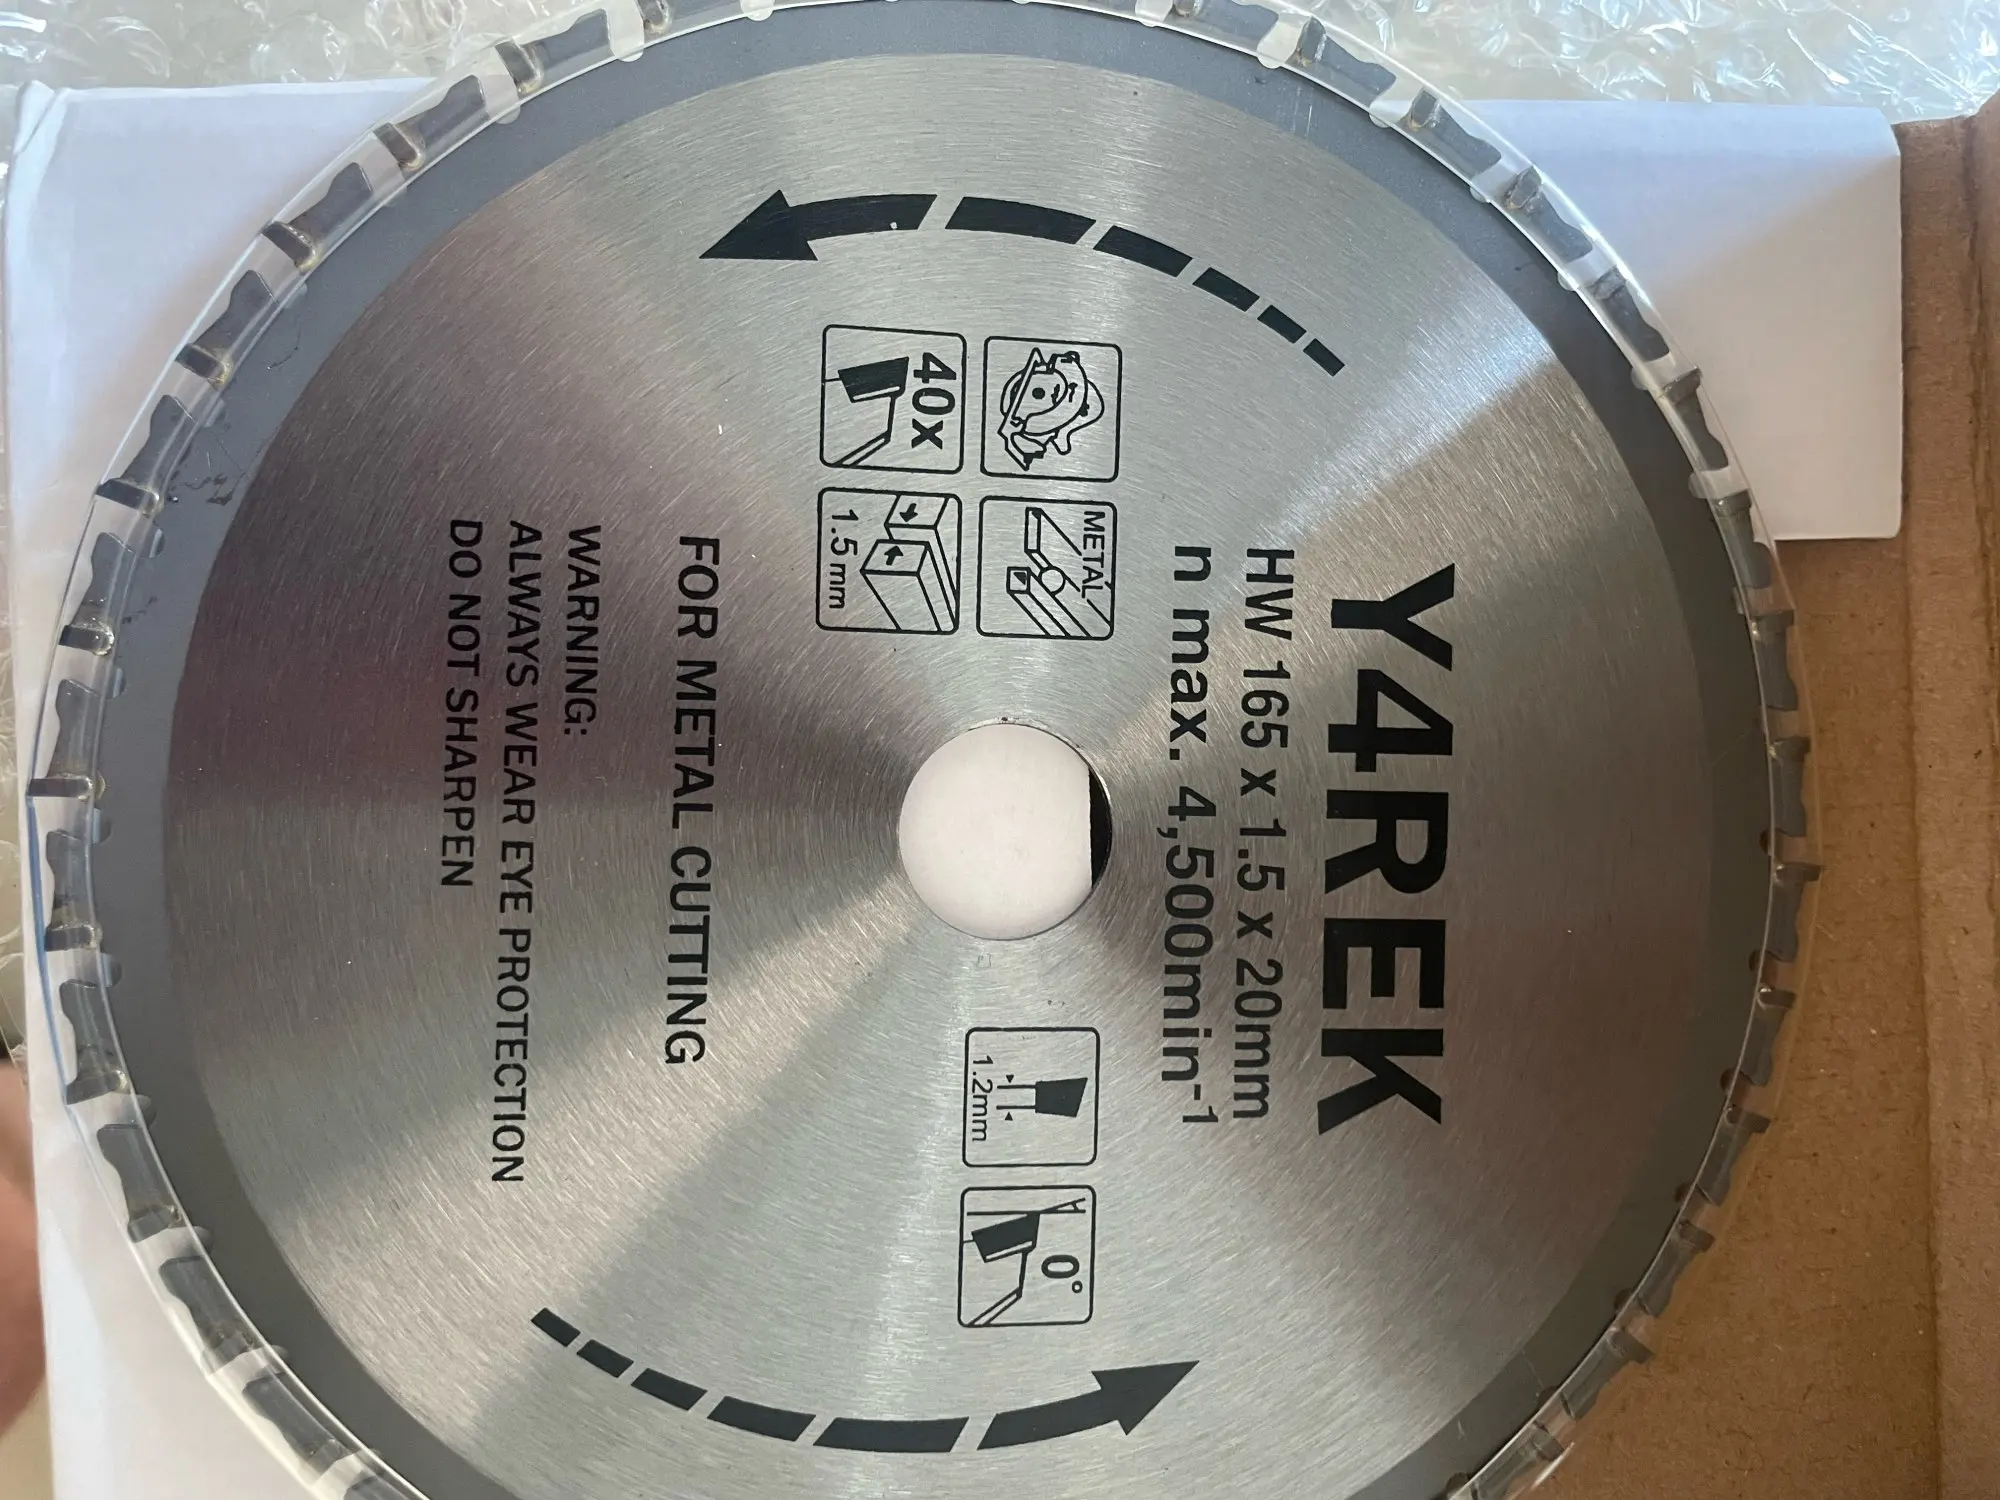 Y4REK
HW 165 x 1.5 x 20mm
n max. 4,500min⁻¹
METAL
40x
1.5 mm
1.2mm
0°
FOR METAL CUTTING
WARNING:
ALWAYS WEAR EYE PROTECTION
DO NOT SHARPEN